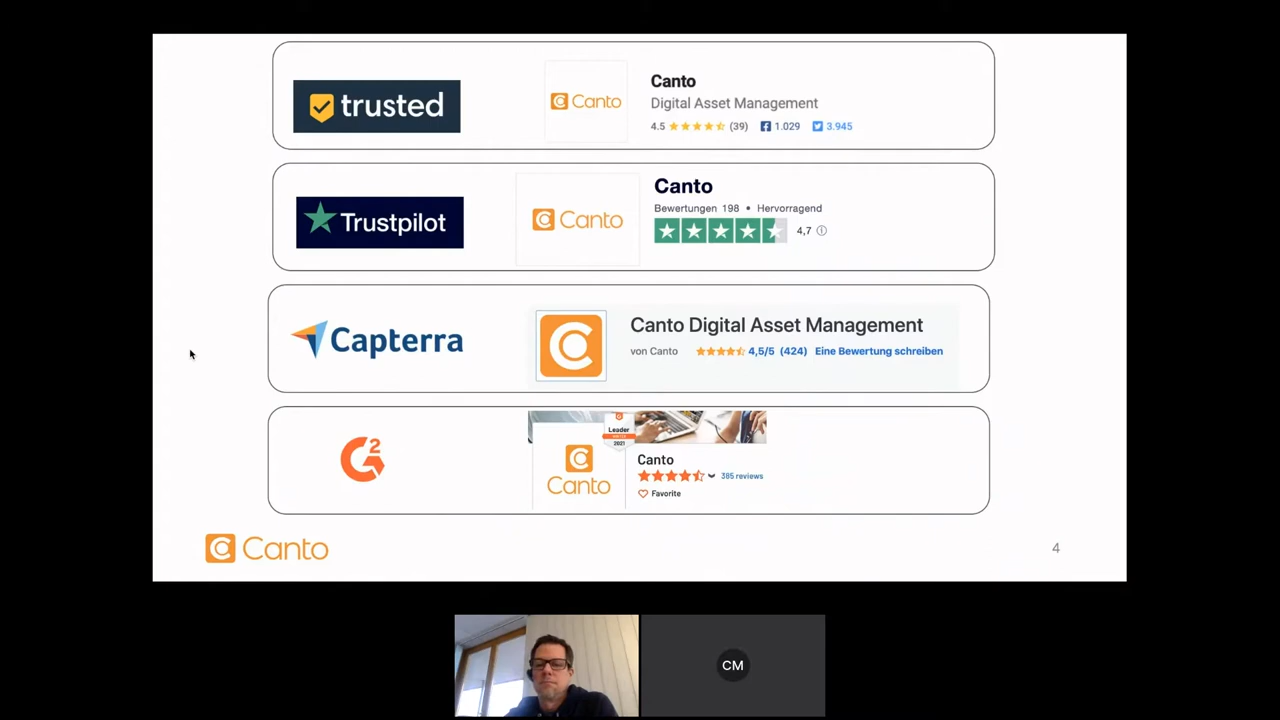 trusted
Canto
Canto
Digital Asset Management
4.5 (39) 1.029 3.945
Trustpilot
Canto
Canto
Bewertungen 198 • Hervorragend
4,7
Capterra
Canto Digital Asset Management
von Canto 4,5/5 (424) Eine Bewertung schreiben
G2
Leader
2021
Canto
Canto
385 reviews
Favorite
Canto
4
CM